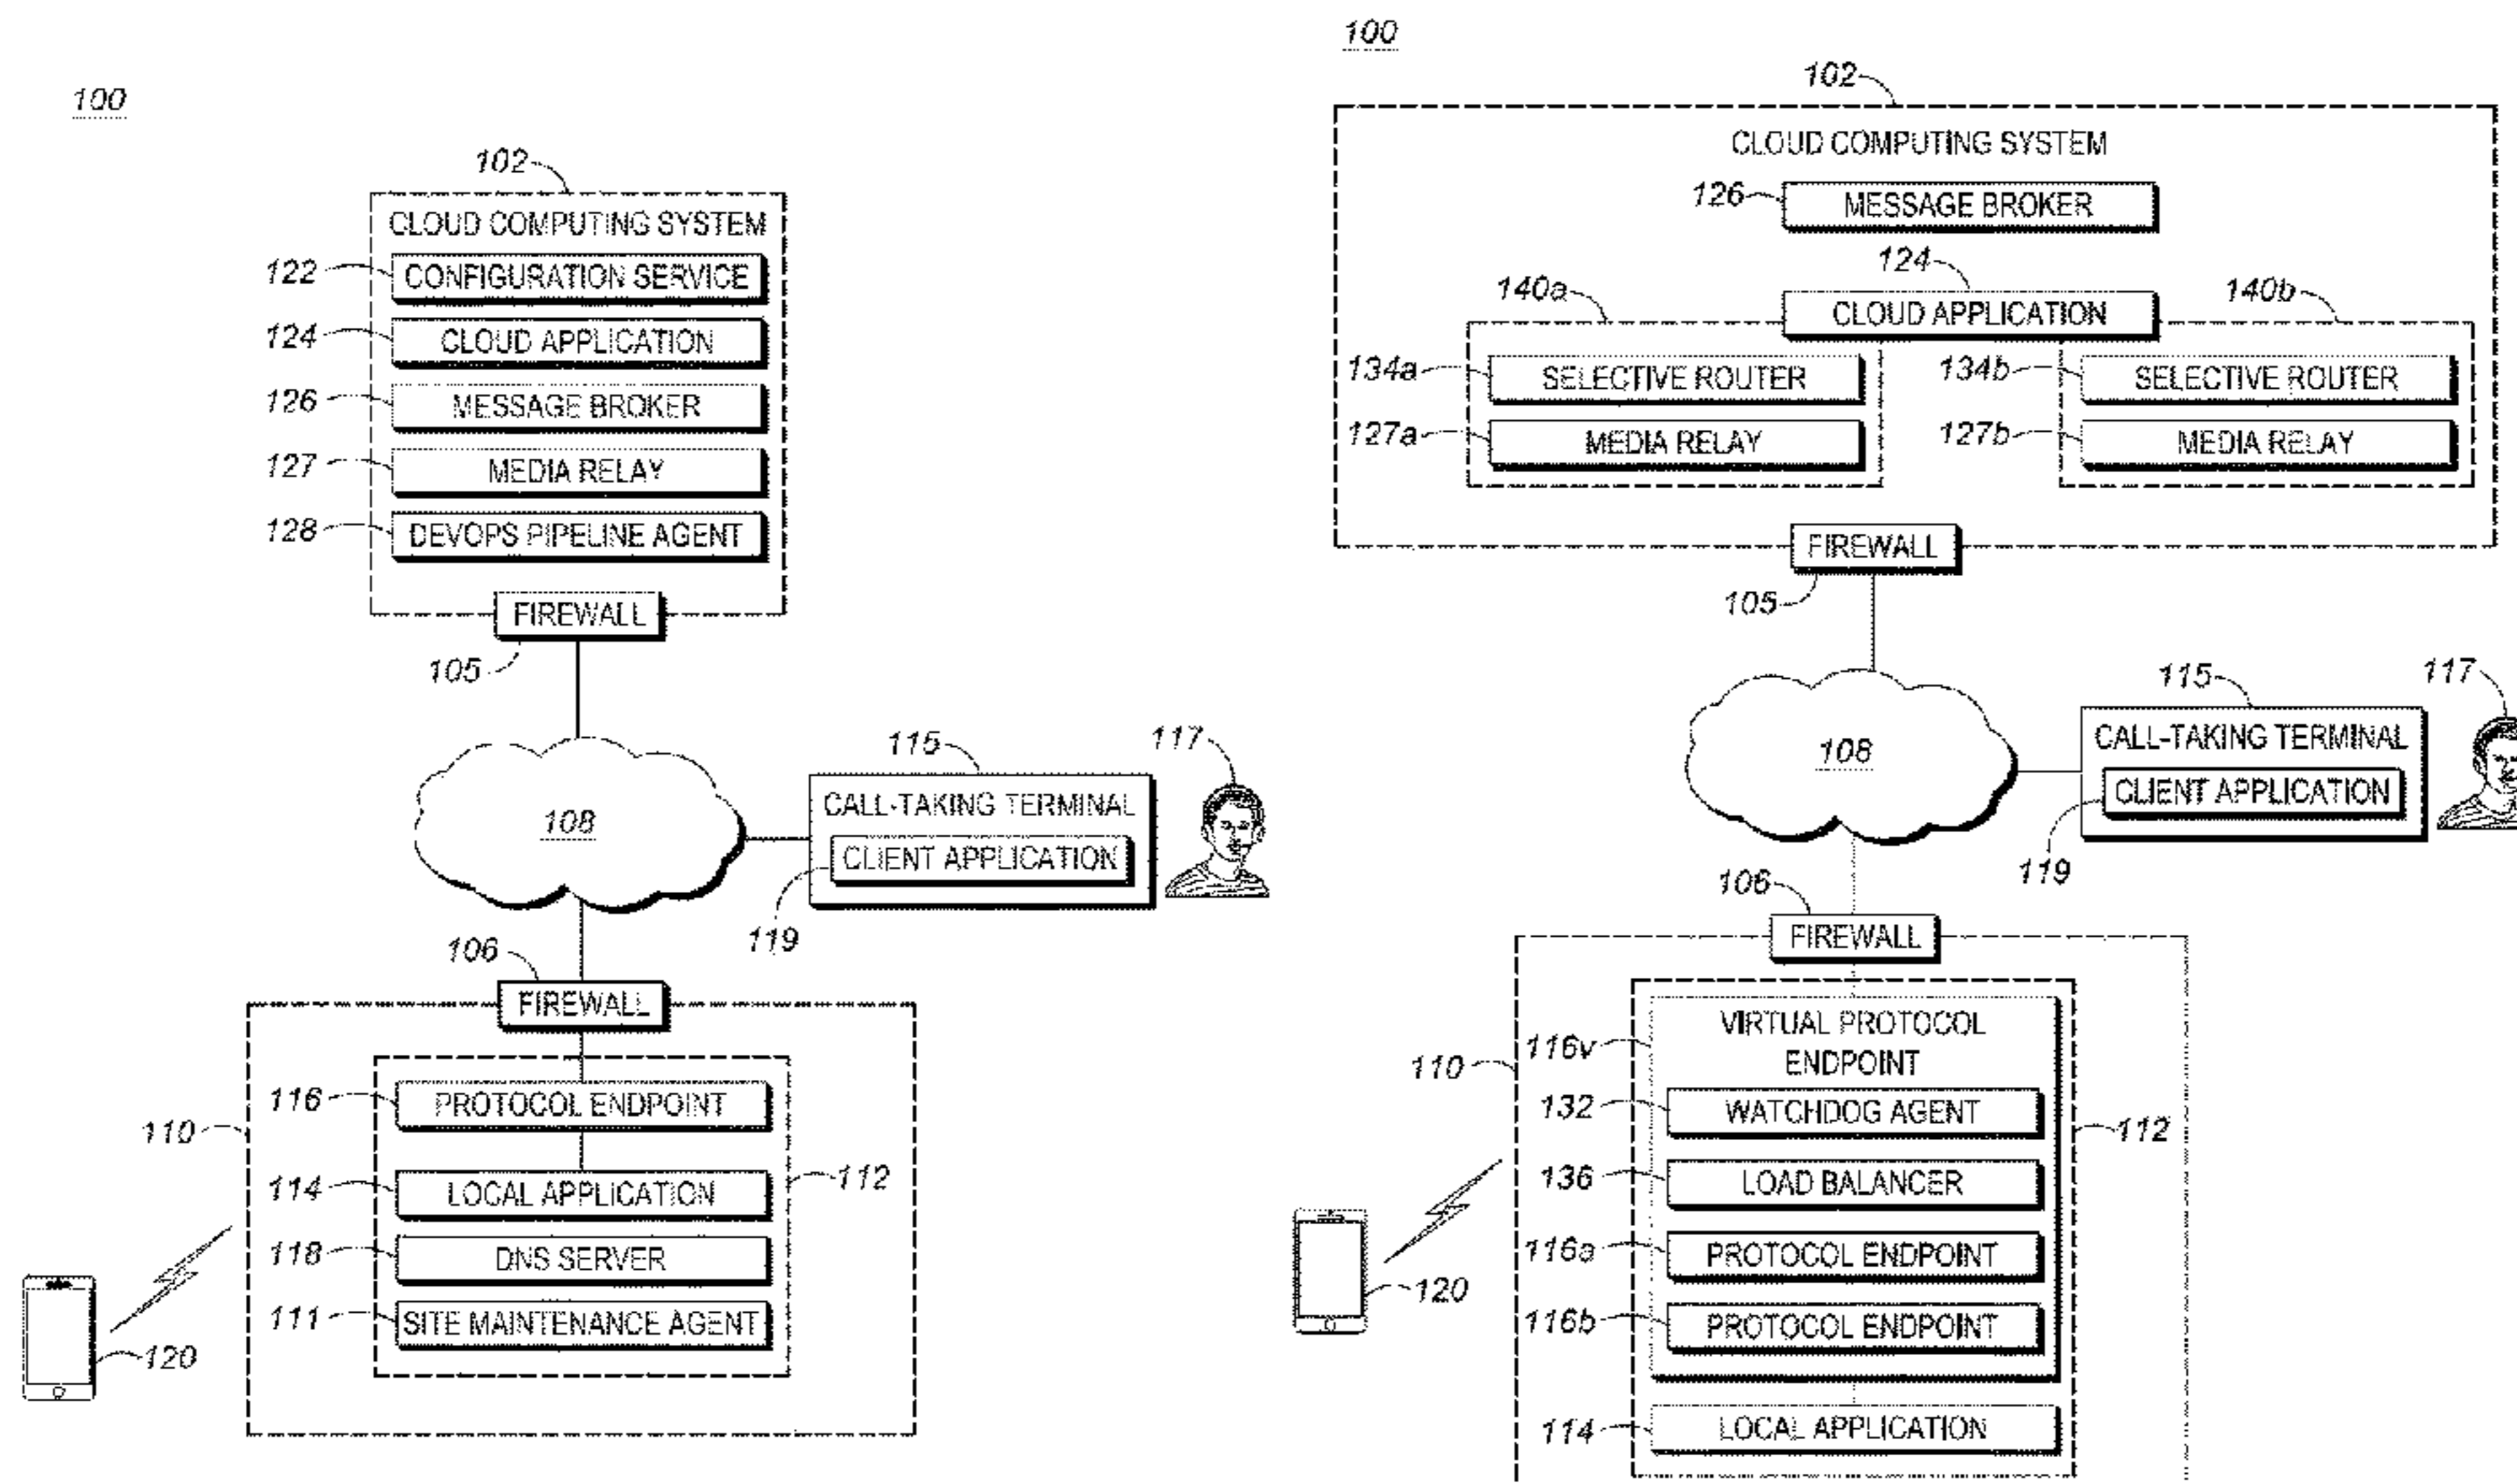 100
102
CLOUD COMPUTING SYSTEM
122 CONFIGURATION SERVICE
124 CLOUD APPLICATION
126 MESSAGE BROKER
127 MEDIA RELAY
128 DEVOPS PIPELINE AGENT
FIREWALL
105
108
115
117
CALL-TAKING TERMINAL
CLIENT APPLICATION
119
106
FIREWALL
110
116 PROTOCOL ENDPOINT
114 LOCAL APPLICATION
112
118 DNS SERVER
111 SITE MAINTENANCE AGENT
120
100
102
CLOUD COMPUTING SYSTEM
126 MESSAGE BROKER
124
CLOUD APPLICATION
140a
140b
134a SELECTIVE ROUTER
134b SELECTIVE ROUTER
127a MEDIA RELAY
127b MEDIA RELAY
FIREWALL
105
108
115
117
CALL-TAKING TERMINAL
CLIENT APPLICATION
119
106
FIREWALL
110
116v
VIRTUAL PROTOCOL
ENDPOINT
132 WATCHDOG AGENT
112
136 LOAD BALANCER
116a PROTOCOL ENDPOINT
116b PROTOCOL ENDPOINT
120
114 LOCAL APPLICATION